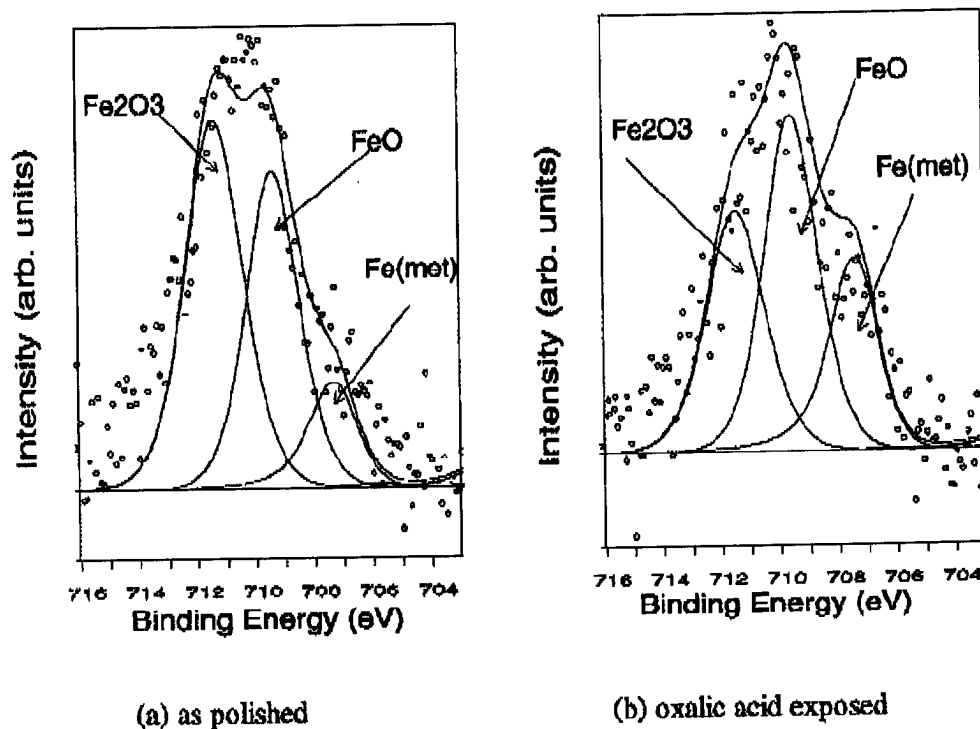 Fe2O3
FeO
Fe(met)
Intensity (arb. units)
716 714 712 710 708 706 704
Binding Energy (eV)
(a) as polished
FeO
Fe2O3
Fe(met)
Intensity (arb. units)
716 714 712 710 708 706 704
Binding Energy (eV)
(b) oxalic acid exposed